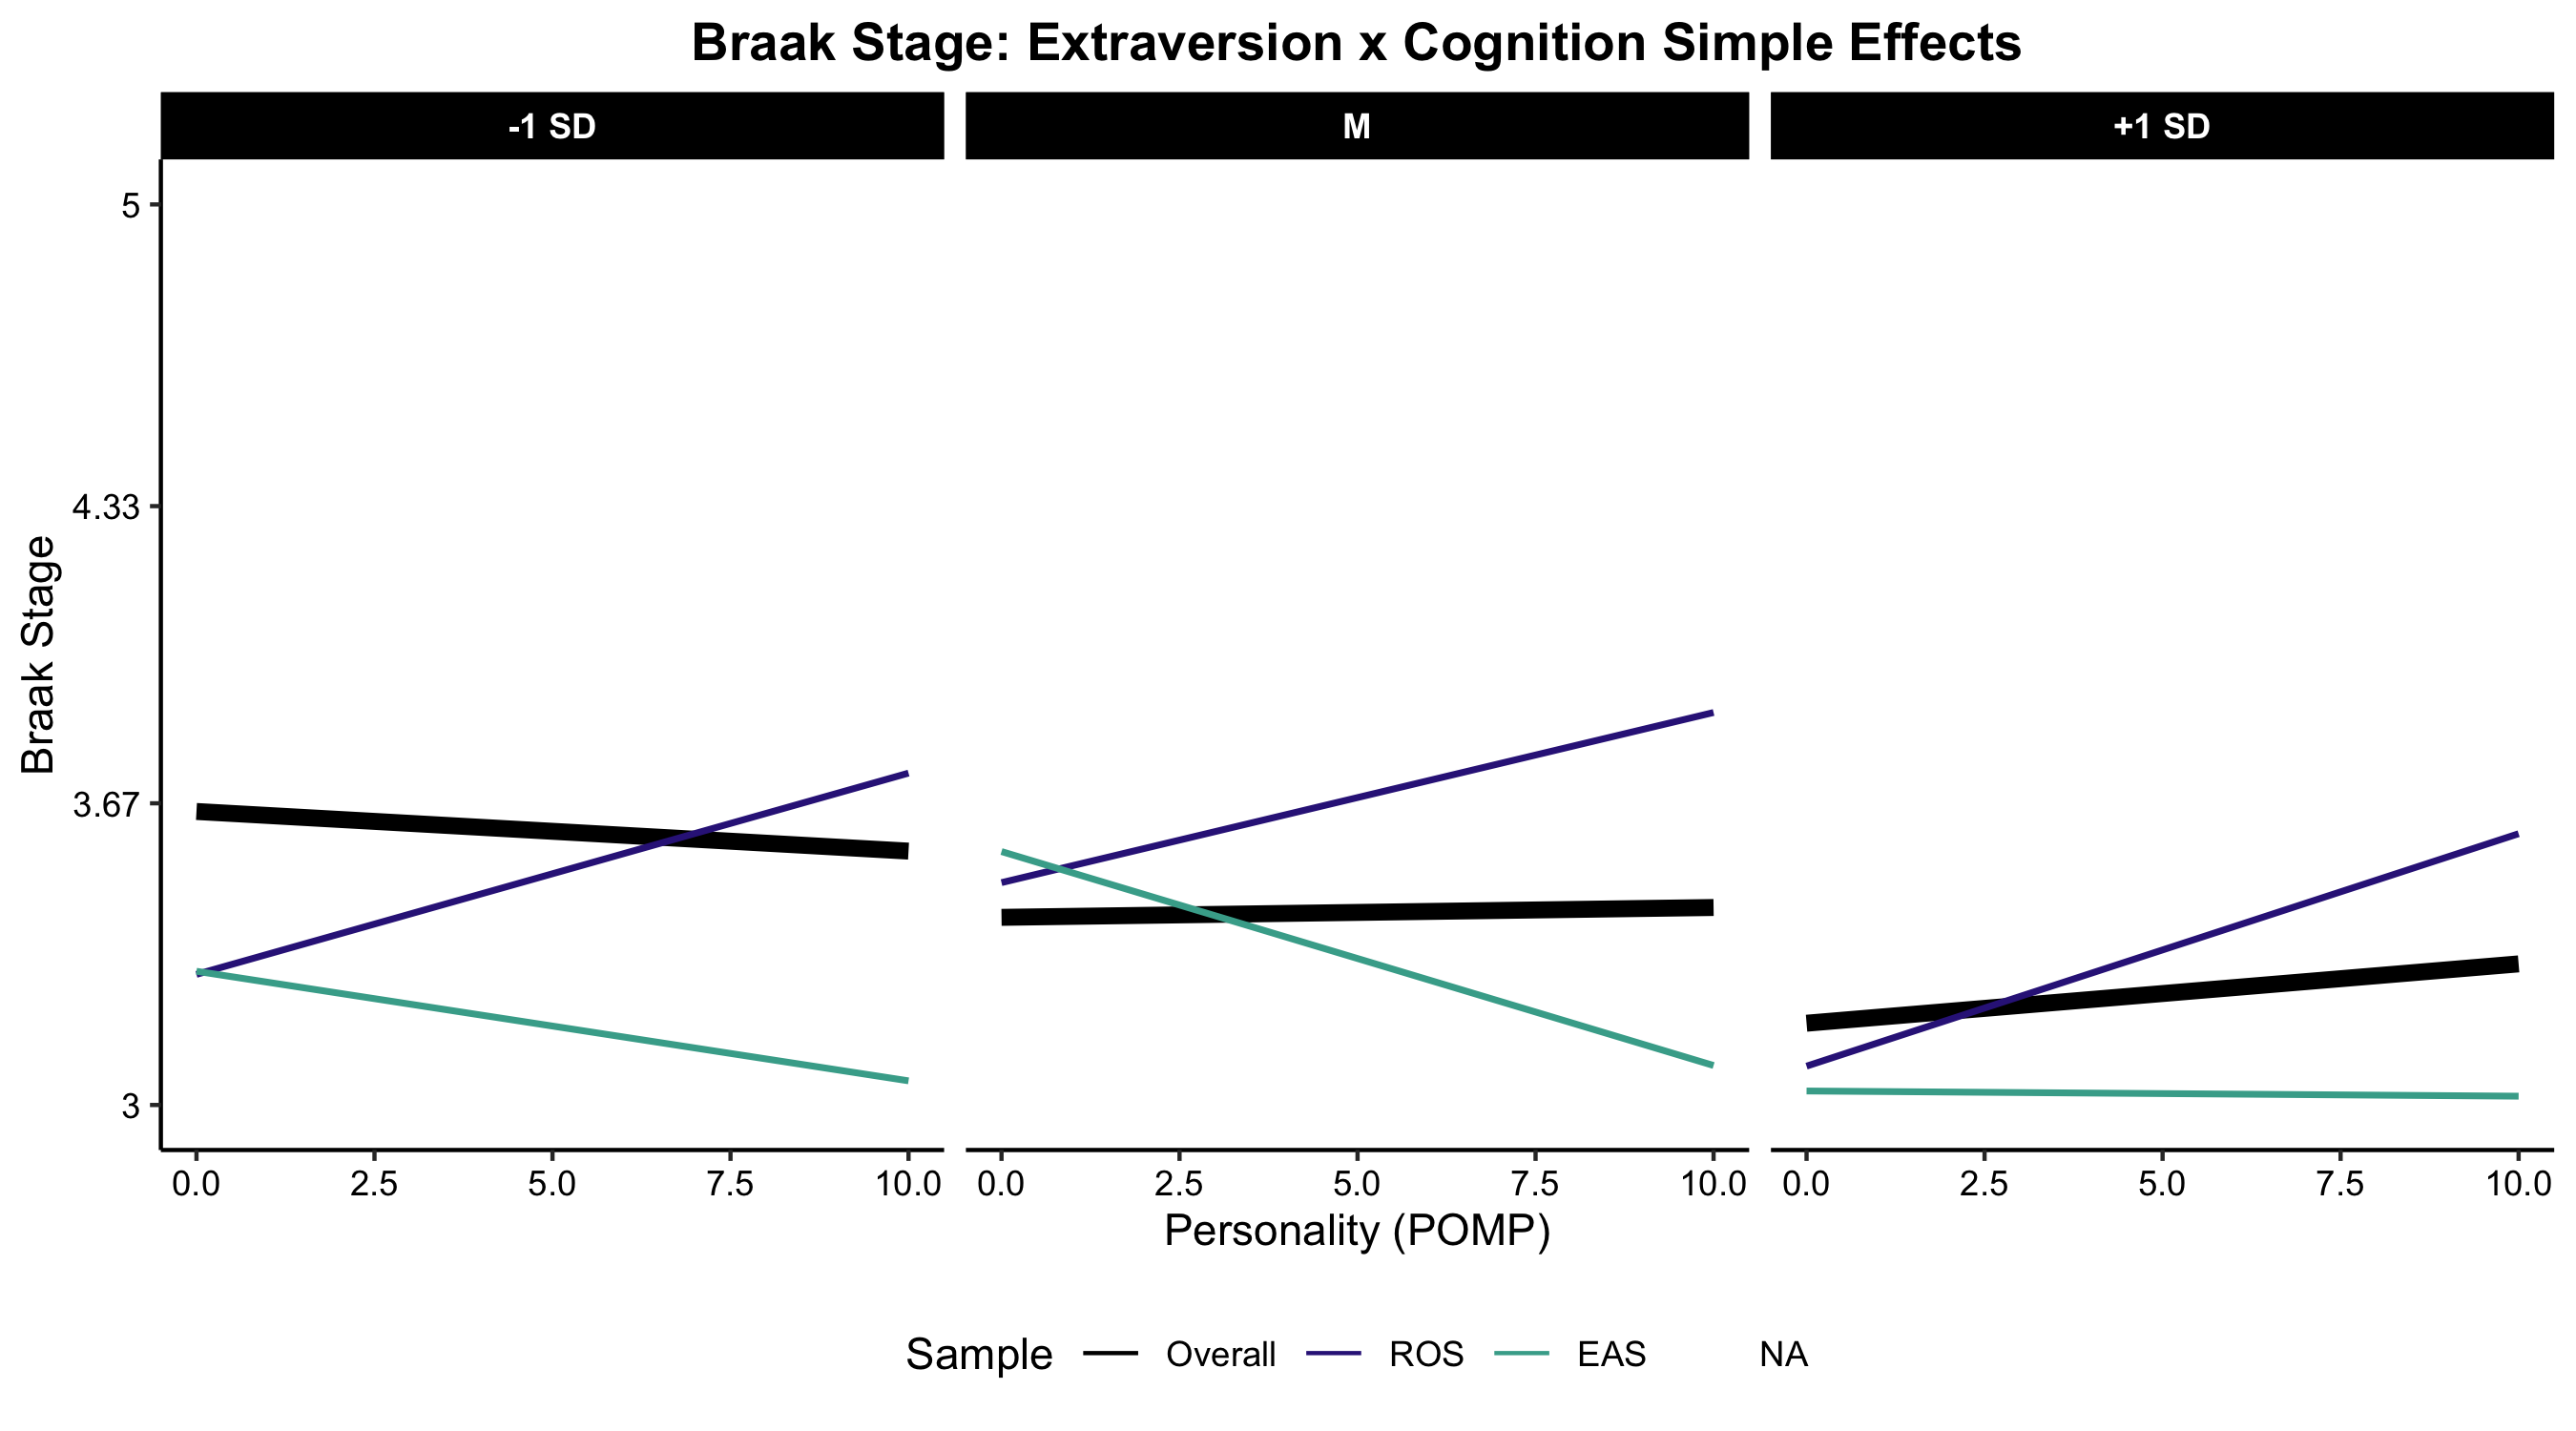 Braak Stage: Extraversion x Cognition Simple Effects
-1 SD M +1 SD
Braak Stage
5
4.33
3.67
3
0.0 2.5 5.0 7.5 10.0 0.0 2.5 5.0 7.5 10.0 0.0 2.5 5.0 7.5 10.0
Personality (POMP)
Sample Overall ROS EAS NA